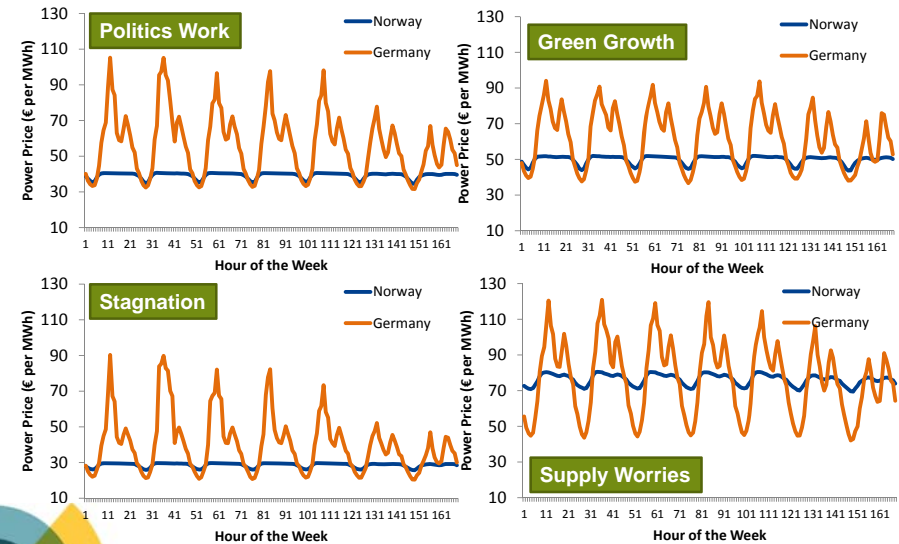 Politics Work
Norway
Germany
Power Price (€ per MWh)
130
110
90
70
50
30
10
1 11 21 31 41 51 61 71 81 91 101 111 121 131 141 151 161
Hour of the Week
Green Growth
Norway
Germany
Power Price (€ per MWh)
130
110
90
70
50
30
10
1 11 21 31 41 51 61 71 81 91 101 111 121 131 141 151 161
Hour of the Week
Stagnation
Norway
Germany
Power Price (€ per MWh)
130
110
90
70
50
30
10
1 11 21 31 41 51 61 71 81 91 101 111 121 131 141 151 161
Hour of the Week
Supply Worries
Norway
Germany
Power Price (€ per MWh)
130
110
90
70
50
30
10
1 11 21 31 41 51 61 71 81 91 101 111 121 131 141 151 161
Hour of the Week